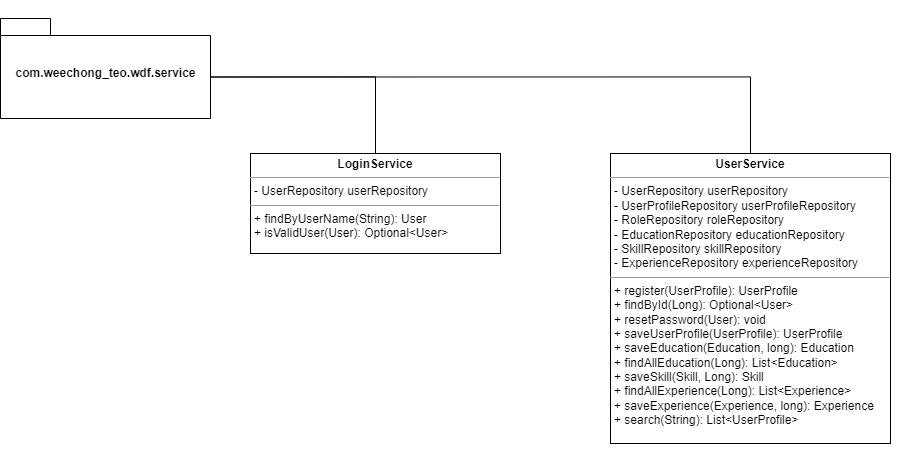 com.weechong_teo.wdf.service
LoginService
- UserRepository userRepository
+ findByUserName(String): User
+ isValidUser(User): Optional<User>
UserService
- UserRepository userRepository
- UserProfileRepository userProfileRepository
- RoleRepository roleRepository
- EducationRepository educationRepository
- SkillRepository skillRepository
- ExperienceRepository experienceRepository
+ register(UserProfile): UserProfile
+ findById(Long): Optional<User>
+ resetPassword(User): void
+ saveUserProfile(UserProfile): UserProfile
+ saveEducation(Education, long): Education
+ findAllEducation(Long): List<Education>
+ saveSkill(Skill, Long): Skill
+ findAllExperience(Long): List<Experience>
+ saveExperience(Experience, long): Experience
+ search(String): List<UserProfile>